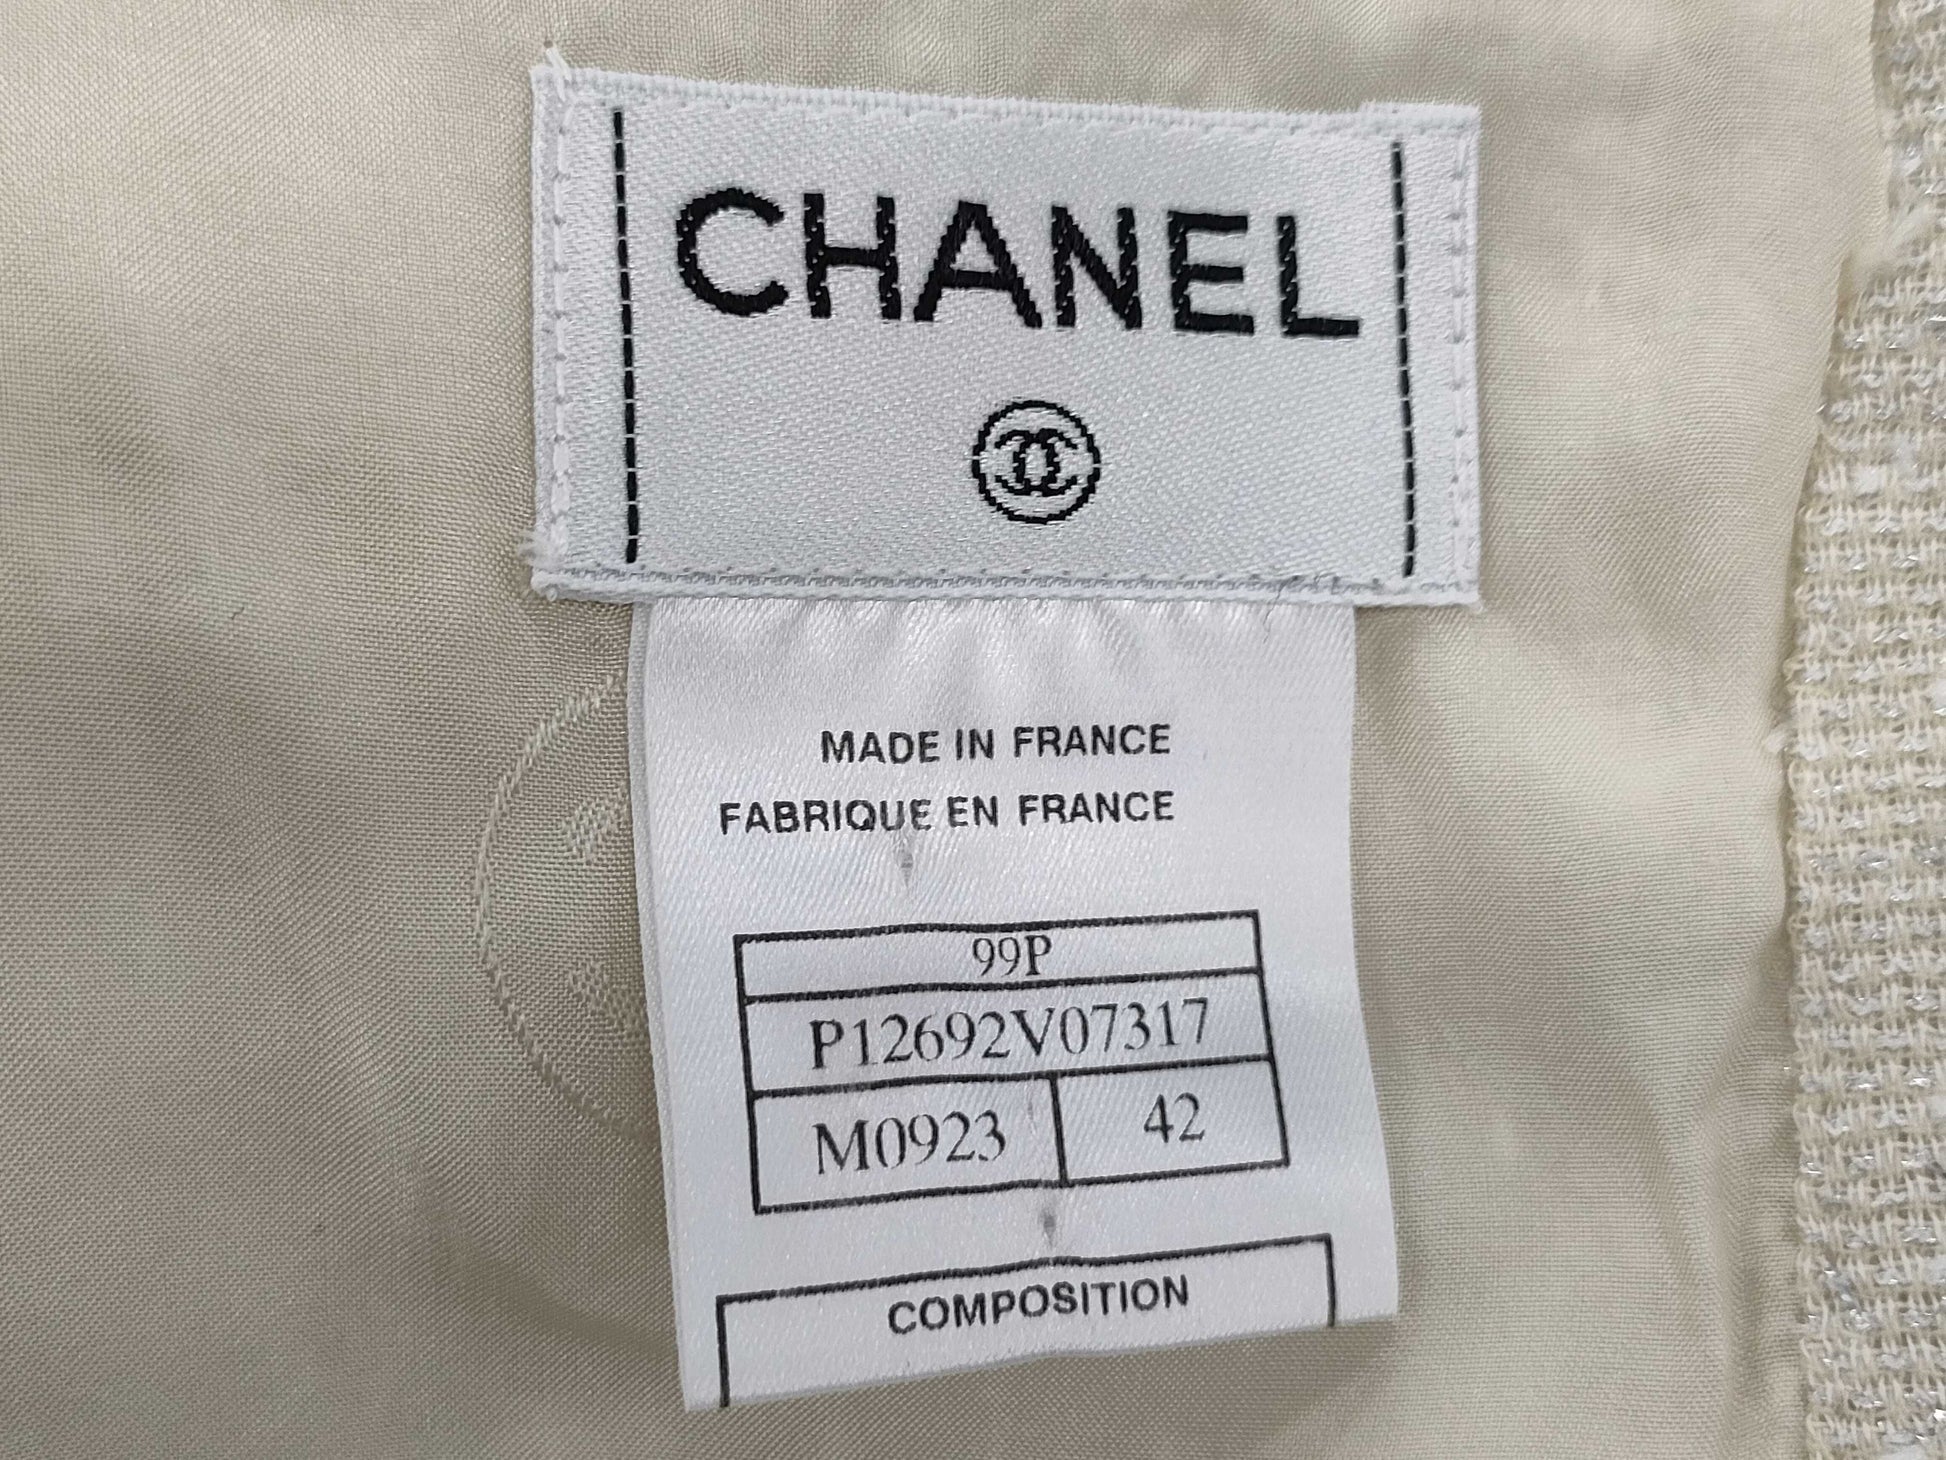 CHANEL
MADE IN FRANCE
FABRIQUE EN FRANCE
99P
P12692V07317
M0923 42
COMPOSITION